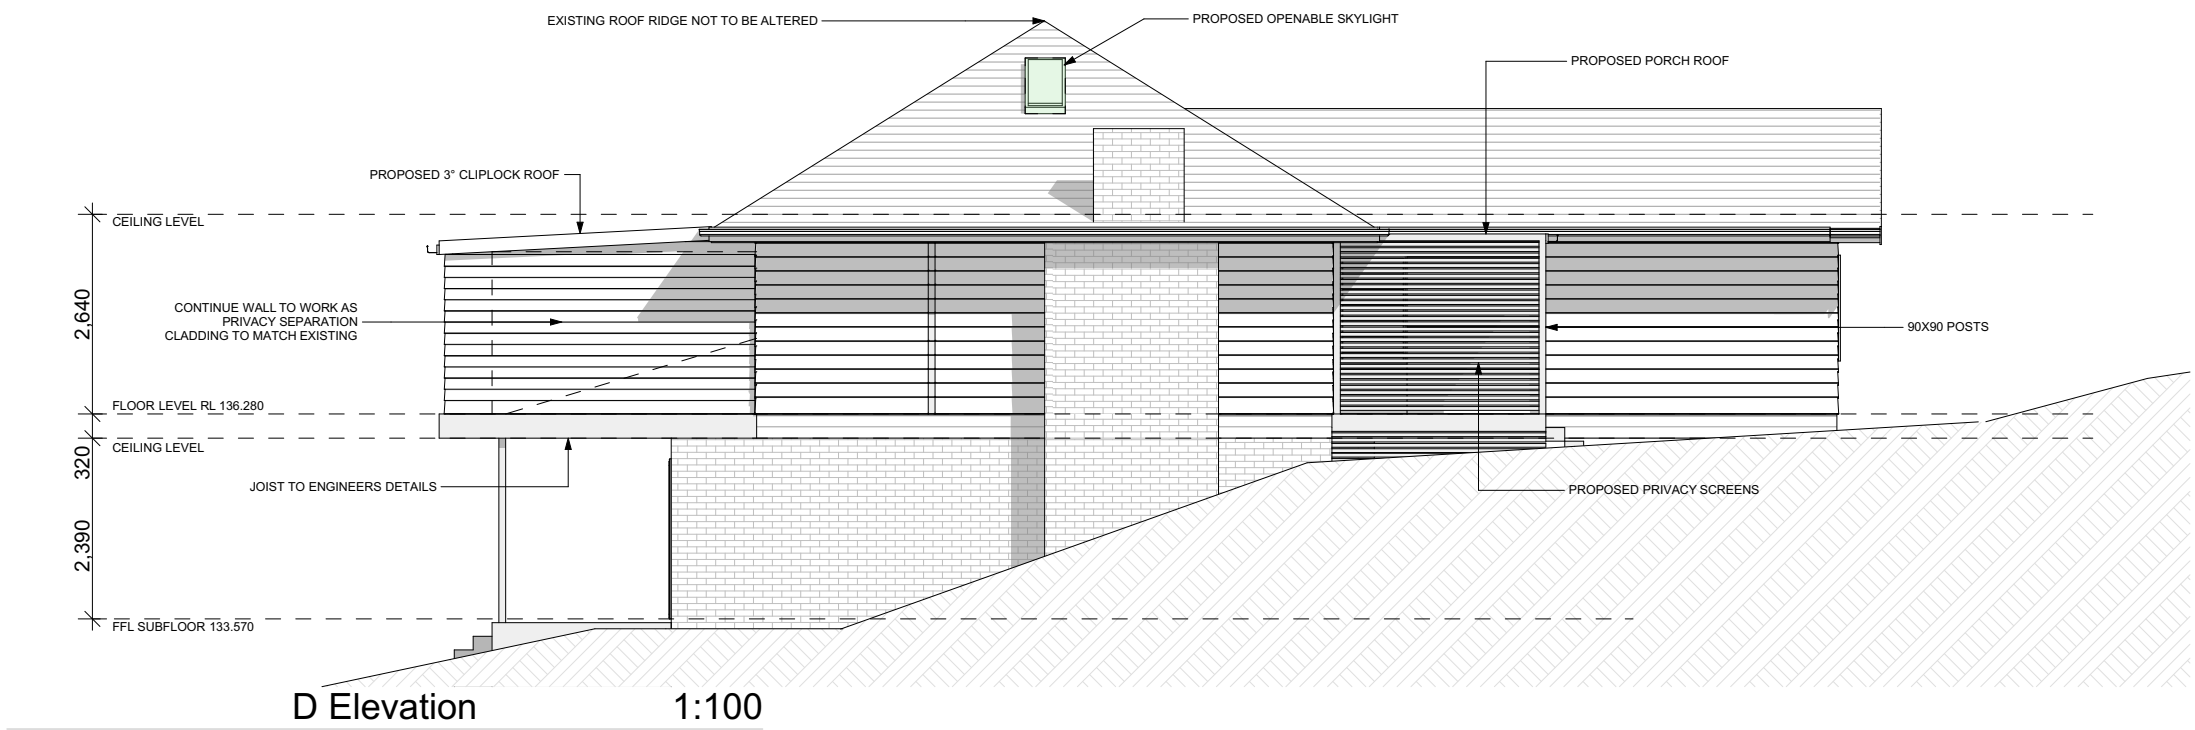 EXISTING ROOF RIDGE NOT TO BE ALTERED
PROPOSED OPENABLE SKYLIGHT
PROPOSED PORCH ROOF
PROPOSED 3° CLIPLOCK ROOF
CEILING LEVEL
2,640
CONTINUE WALL TO WORK AS
PRIVACY SEPARATION
CLADDING TO MATCH EXISTING
90X90 POSTS
FLOOR LEVEL RL 136.280
320
CEILING LEVEL
JOIST TO ENGINEERS DETAILS
PROPOSED PRIVACY SCREENS
2,390
FFL SUBFLOOR 133.570
D Elevation 1:100